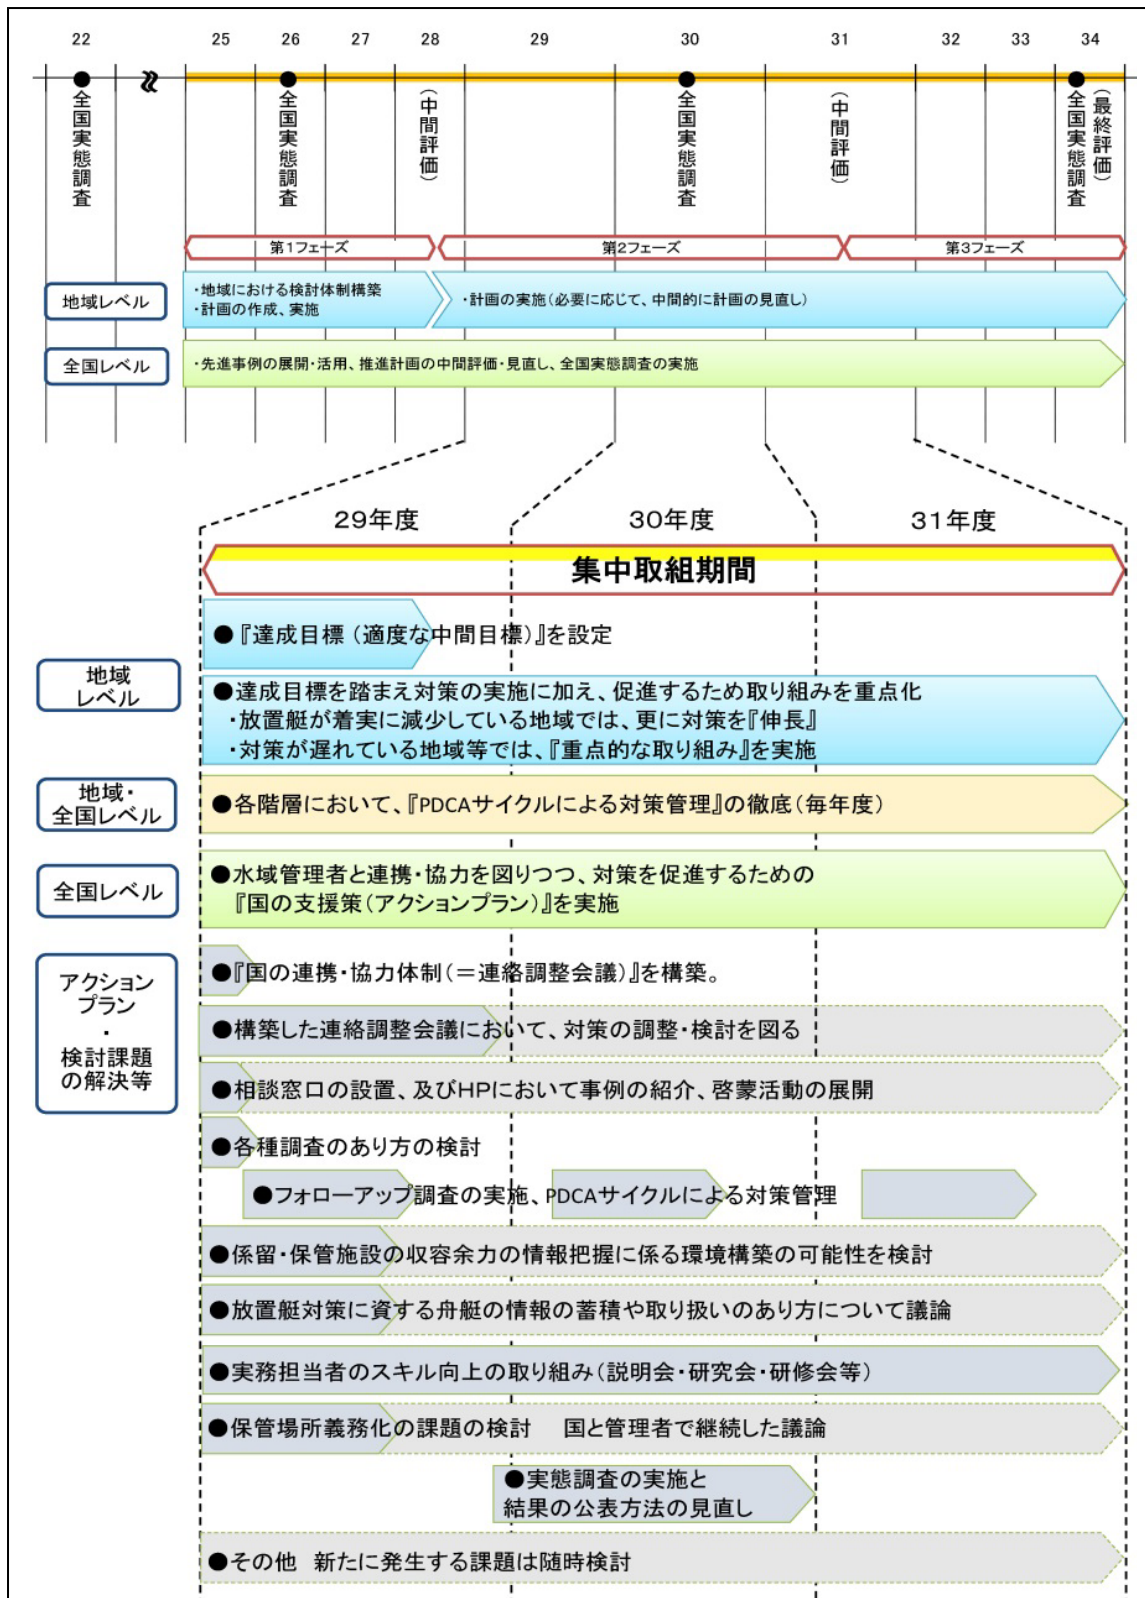 22 25 26 27 28 29 30 31 32 33 34
全国実態調査
全国実態調査
(中間評価)
全国実態調査
(中間評価)
全国実態調査
(最終評価)
第1フェーズ 第2フェーズ 第3フェーズ
地域レベル
・地域における検討体制構築
・計画の作成、実施
・計画の実施(必要に応じて、中間的に計画の見直し)
全国レベル
・先進事例の展開・活用、推進計画の中間評価・見直し、全国実態調査の実施
29年度 30年度 31年度
集中取組期間
地域
レベル
●『達成目標(適度な中間目標)』を設定
●達成目標を踏まえ対策の実施に加え、促進するため取り組みを重点化
・放置艇が着実に減少している地域では、更に対策を『伸長』
・対策が遅れている地域等では、『重点的な取り組み』を実施
地域・
全国レベル
●各階層において、『PDCAサイクルによる対策管理』の徹底(毎年度)
全国レベル
●水域管理者と連携・協力を図りつつ、対策を促進するための
『国の支援策(アクションプラン)』を実施
アクション
プラン
・
検討課題
の解決等
●『国の連携・協力体制(=連絡調整会議)』を構築。
●構築した連絡調整会議において、対策の調整・検討を図る
●相談窓口の設置、及びHPにおいて事例の紹介、啓蒙活動の展開
●各種調査のあり方の検討
●フォローアップ調査の実施、PDCAサイクルによる対策管理
●係留・保管施設の収容余力の情報把握に係る環境構築の可能性を検討
●放置艇対策に資する舟艇の情報の蓄積や取り扱いのあり方について議論
●実務担当者のスキル向上の取り組み(説明会・研究会・研修会等)
●保管場所義務化の課題の検討 国と管理者で継続した議論
●実態調査の実施と
結果の公表方法の見直し
●その他 新たに発生する課題は随時検討